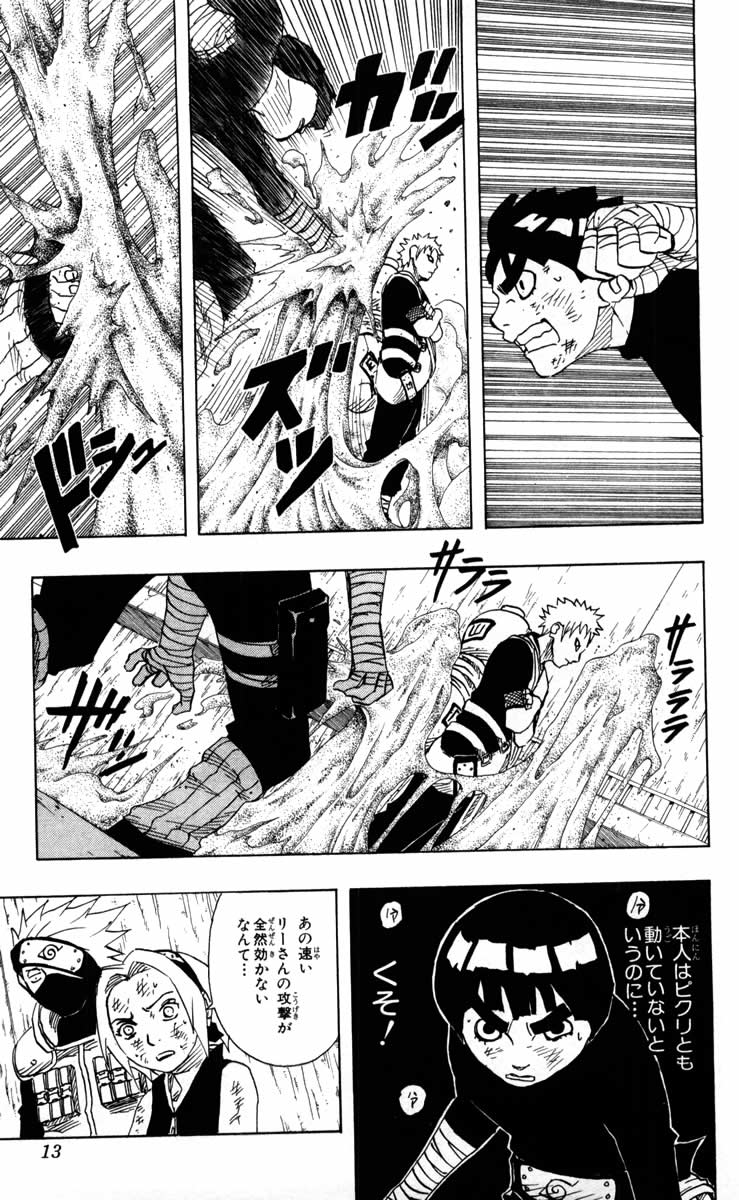 ガッ
ズッ
ドシュ
サララ
サラララ
ザッ
本人はピクリとも
動いていないと
いうのに…
くそ!
あの速い
リーさんの攻撃が
全然効かない
なんて…
13